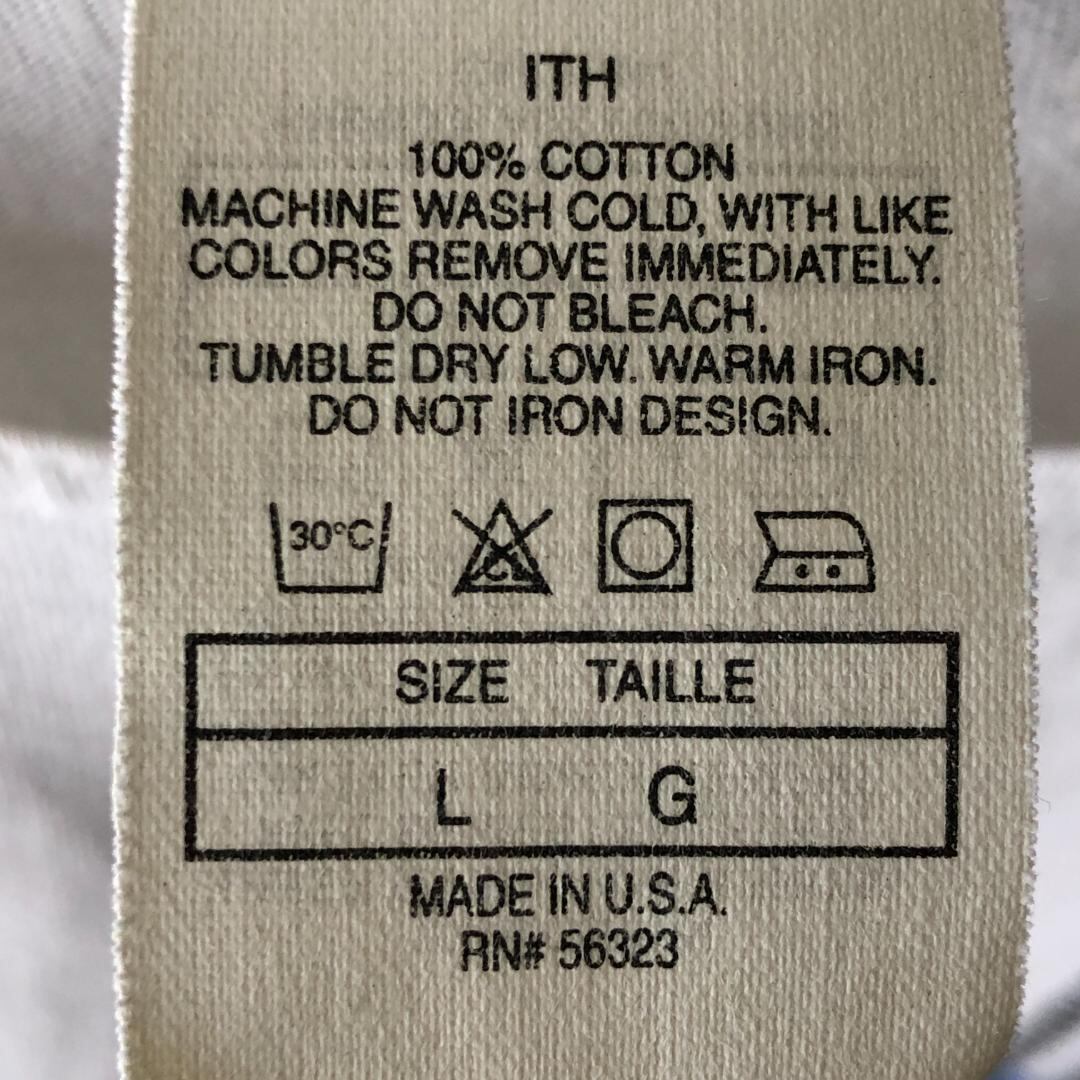 ITH
100% COTTON
MACHINE WASH COLD, WITH LIKE
COLORS REMOVE IMMEDIATELY.
DO NOT BLEACH.
TUMBLE DRY LOW. WARM IRON.
DO NOT IRON DESIGN.
30°C
CL
SIZE TAILLE
L G
MADE IN U.S.A.
RN# 56323